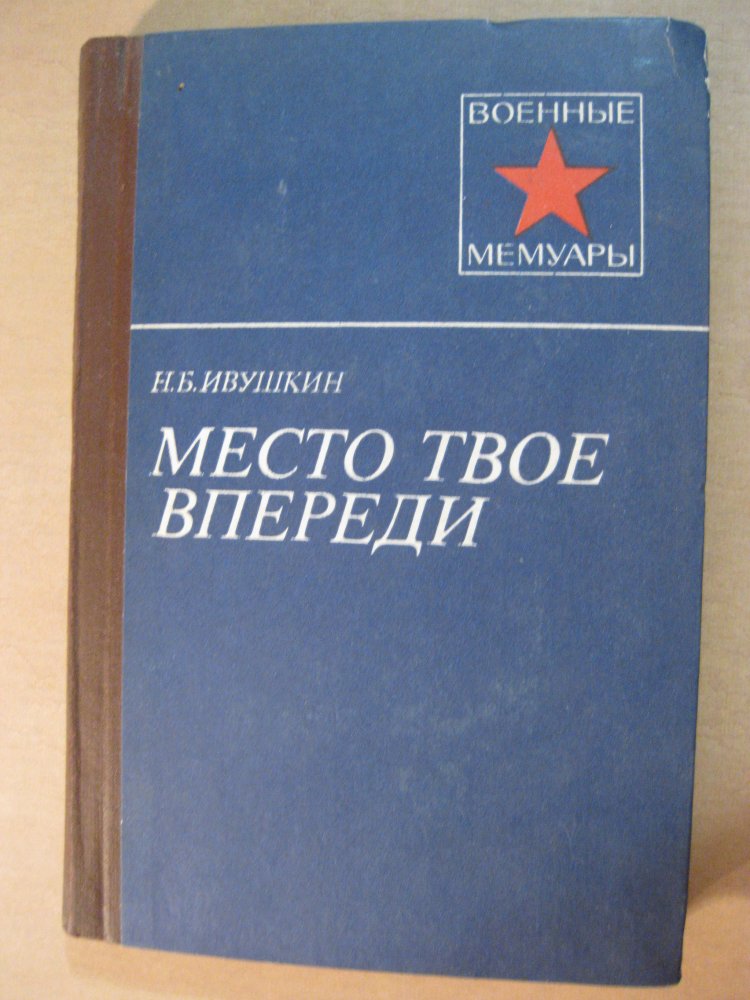 ВОЕННЫЕ
МЕМУАРЫ
Н.Б.ИВУШКИН
МЕСТО ТВОЕ
ВПЕРЕДИ